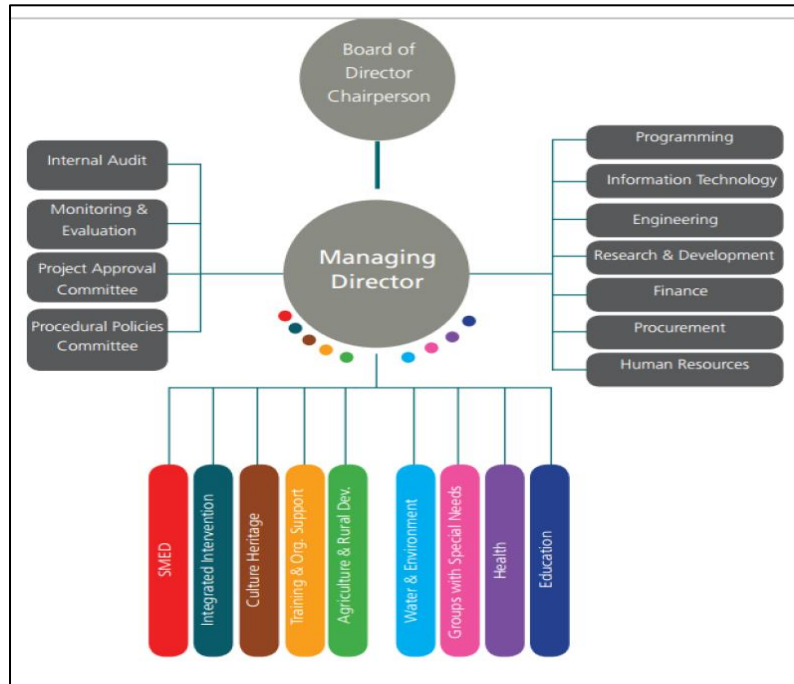 Board of
Director
Chairperson
Internal Audit
Monitoring &
Evaluation
Project Approval
Committee
Procedural Policies
Committee
Managing
Director
Programming
Information Technology
Engineering
Research & Development
Finance
Procurement
Human Resources
SMED
Integrated Intervention
Culture Heritage
Training & Org. Support
Agriculture & Rural Dev.
Water & Environment
Groups with Special Needs
Health
Education